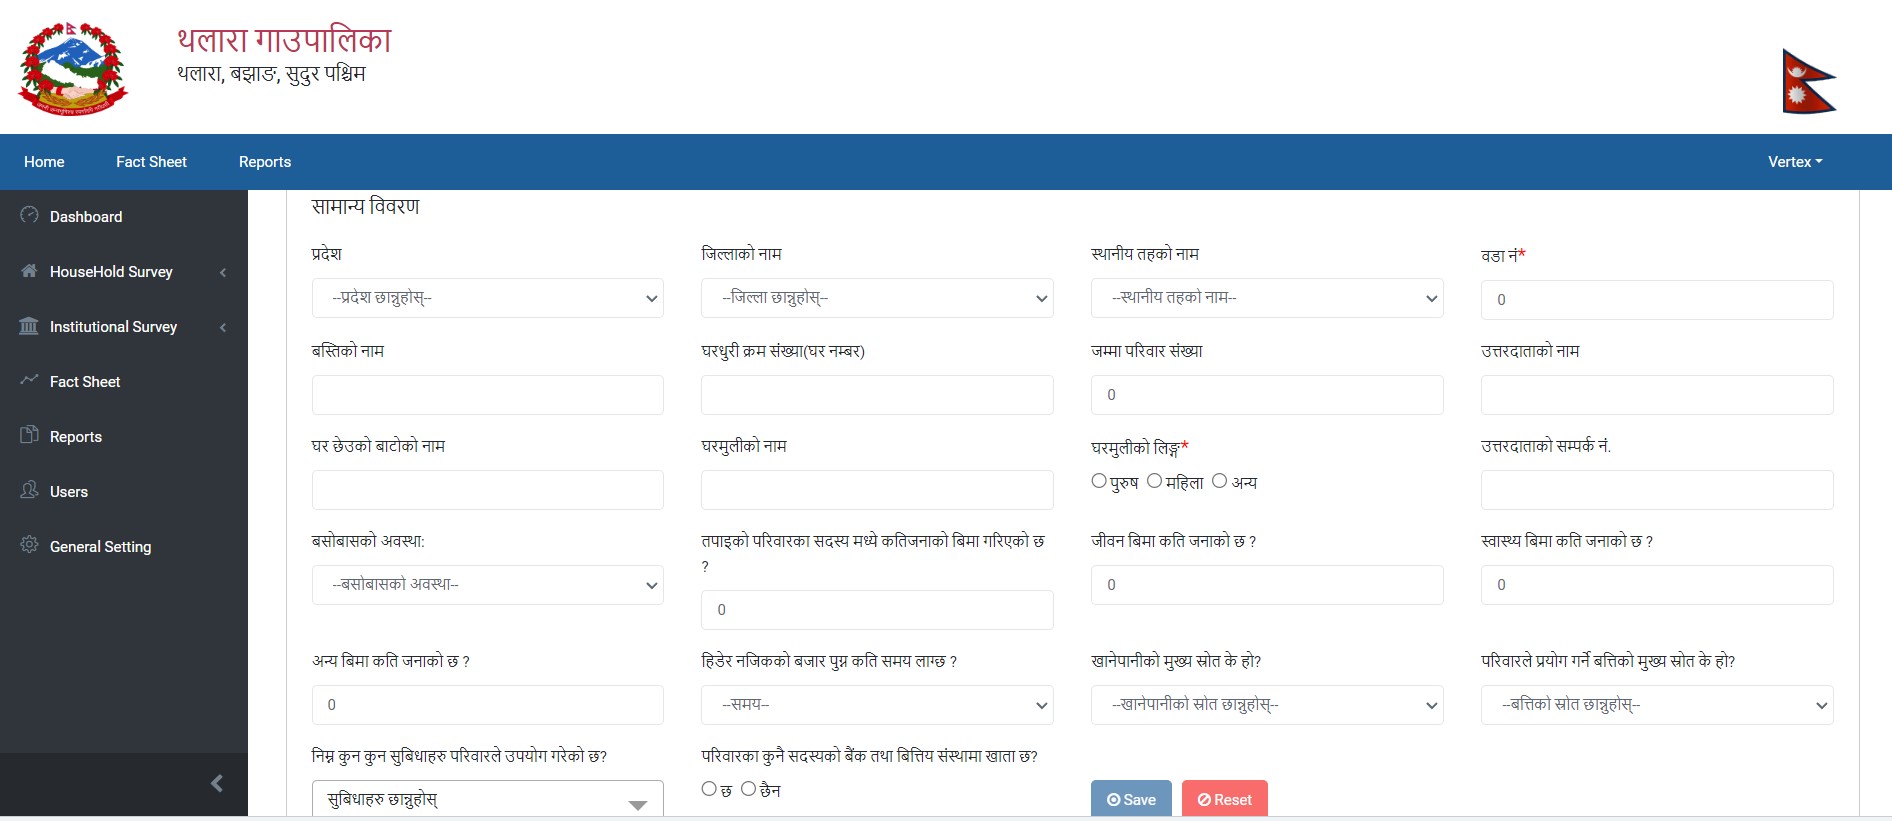 थलारा गाउपालिका
थलारा, बझाङ, सुदुर पश्चिम
Home Fact Sheet Reports Vertex
Dashboard
HouseHold Survey
Institutional Survey
Fact Sheet
Reports
Users
General Setting
सामान्य विवरण
प्रदेश जिल्लाको नाम स्थानीय तहको नाम वडा नं*
--प्रदेश छान्नुहोस्-- --जिल्ला छान्नुहोस्-- --स्थानीय तहको नाम-- 0
बस्तिको नाम घरधुरी क्रम संख्या(घर नम्बर) जम्मा परिवार संख्या उत्तरदाताको नाम
0
घर छेउको बाटोको नाम घरमुलीको नाम घरमुलीको लिङ्ग* उत्तरदाताको सम्पर्क नं.
पुरुष महिला अन्य
बसोबासको अवस्था: तपाइको परिवारका सदस्य मध्ये कतिजनाको बिमा गरिएको छ जीवन बिमा कति जनाको छ ? स्वास्थ्य बिमा कति जनाको छ ?
?
--बसोबासको अवस्था-- 0 0 0
अन्य बिमा कति जनाको छ ? हिडेर नजिकको बजार पुग्न कति समय लाग्छ ? खानेपानीको मुख्य स्रोत के हो? परिवारले प्रयोग गर्ने बत्तिको मुख्य स्रोत के हो?
0 --समय-- --खानेपानीको स्रोत छान्नुहोस्-- --बत्तिको स्रोत छान्नुहोस्--
निम्न कुन कुन सुबिधाहरु परिवारले उपयोग गरेको छ? परिवारका कुनै सदस्यको बैंक तथा बित्तिय संस्थामा खाता छ?
सुबिधाहरु छान्नुहोस् छ छैन Save Reset